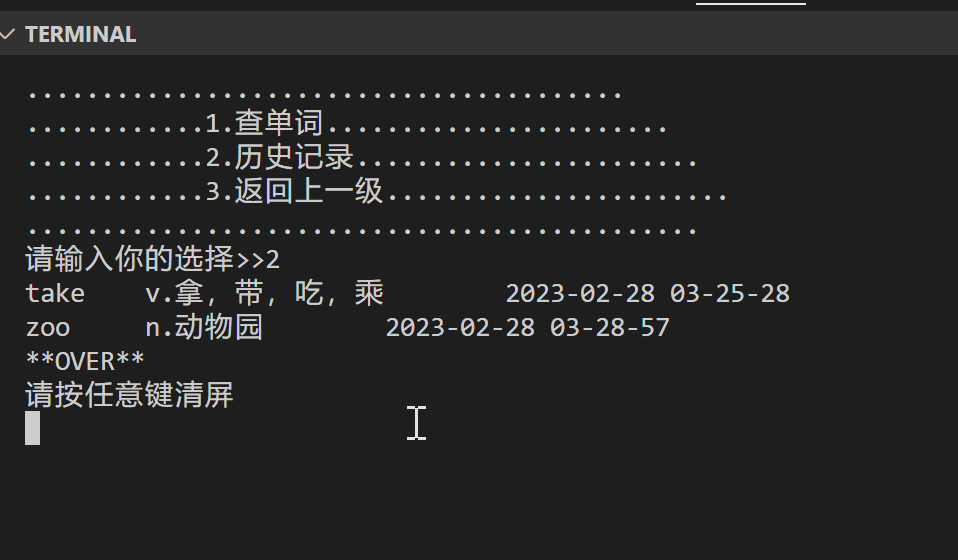 TERMINAL
........................................
............1.查单词.......................
............2.历史记录.......................
............3.返回上一级.......................
.............................................
请输入你的选择>>2
take    v.拿, 带, 吃, 乘        2023-02-28 03-25-28
zoo     n.动物园        2023-02-28 03-28-57
**OVER**
请按任意键清屏